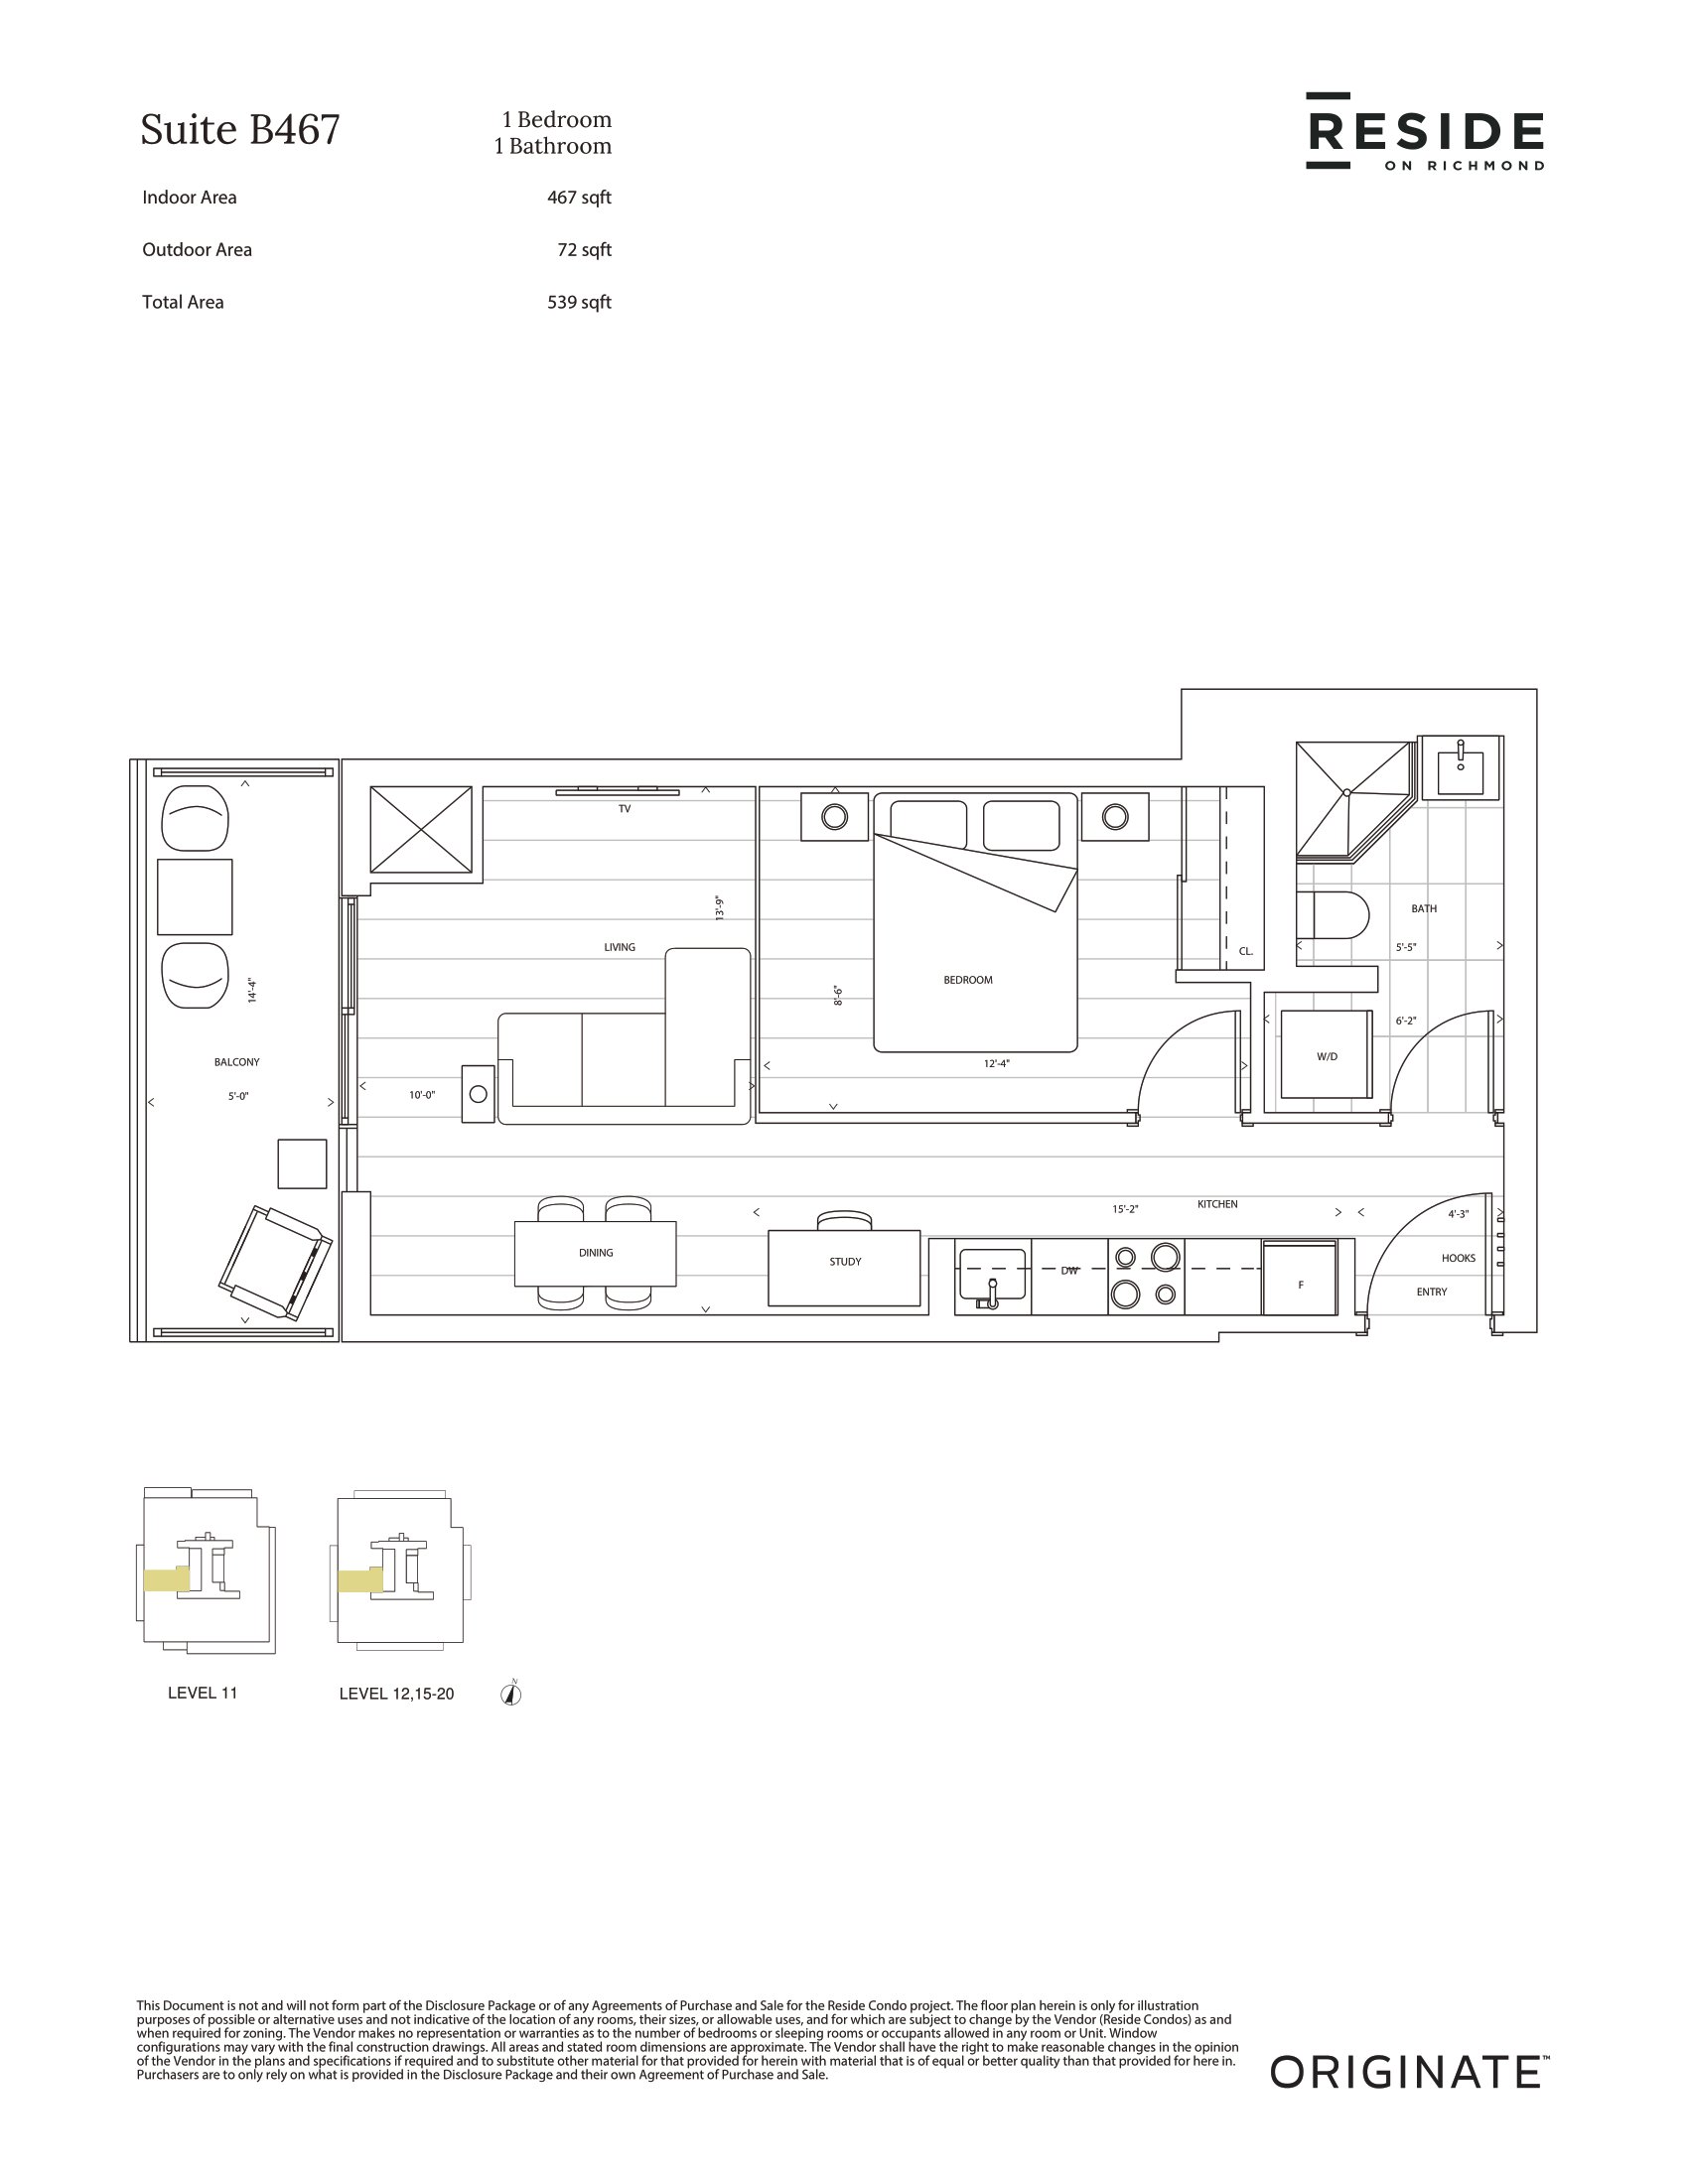 Suite B467
1 Bedroom
1 Bathroom
Indoor Area 467 sqft
Outdoor Area 72 sqft
Total Area 539 sqft
RESIDE
ON RICHMOND
TV
13'-9"
LIVING
BATH
5'-5"
CL.
BEDROOM
8'-6"
14'-4"
6'-2"
BALCONY
W/D
12'-4"
5'-0"
10'-0"
KITCHEN
15'-2"
4'-3"
DINING
STUDY
HOOKS
DW
F
ENTRY
N
LEVEL 11
LEVEL 12,15-20
This Document is not and will not form part of the Disclosure Package or of any Agreements of Purchase and Sale for the Reside Condo project. The floor plan herein is only for illustration
purposes of possible or alternative uses and not indicative of the location of any rooms, their sizes, or allowable uses, and for which are subject to change by the Vendor (Reside Condos) as and
when required for zoning. The Vendor makes no representation or warranties as to the number of bedrooms or sleeping rooms or occupants allowed in any room or Unit. Window
configurations may vary with the final construction drawings. All areas and stated room dimensions are approximate. The Vendor shall have the right to make reasonable changes in the opinion
of the Vendor in the plans and specifications if required and to substitute other material for that provided for herein with material that is of equal or better quality than that provided for here in.
Purchasers are to only rely on what is provided in the Disclosure Package and their own Agreement of Purchase and Sale.
ORIGINATE™